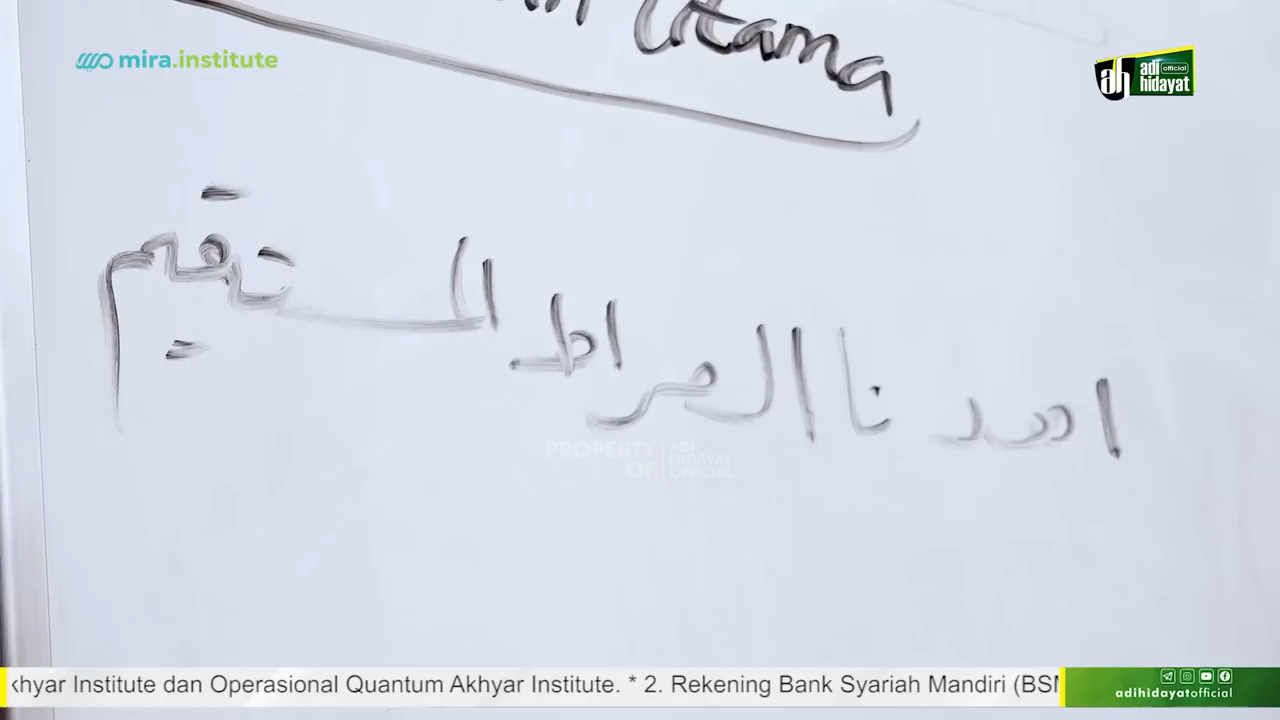 Utama
mira.institute
ah adi hidayat official
اهدنا الصراط المستقيم
PROPERTY OF ADI HIDAYAT OFFICIAL
khyar Institute dan Operasional Quantum Akhyar Institute. * 2. Rekening Bank Syariah Mandiri (BSM
adihidayatofficial